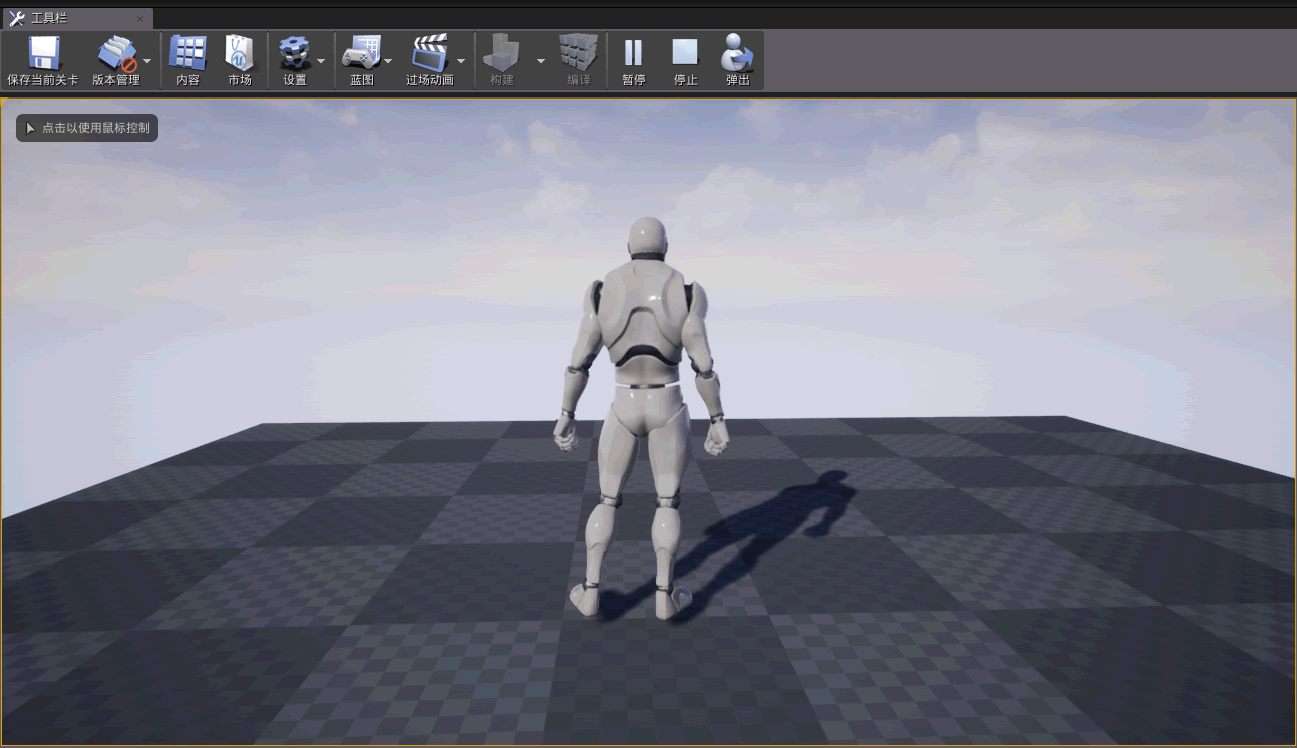 工具栏
保存当前关卡
版本管理
内容
市场
设置
蓝图
过场动画
构建
编译
暂停
停止
弹出
点击以使用鼠标控制